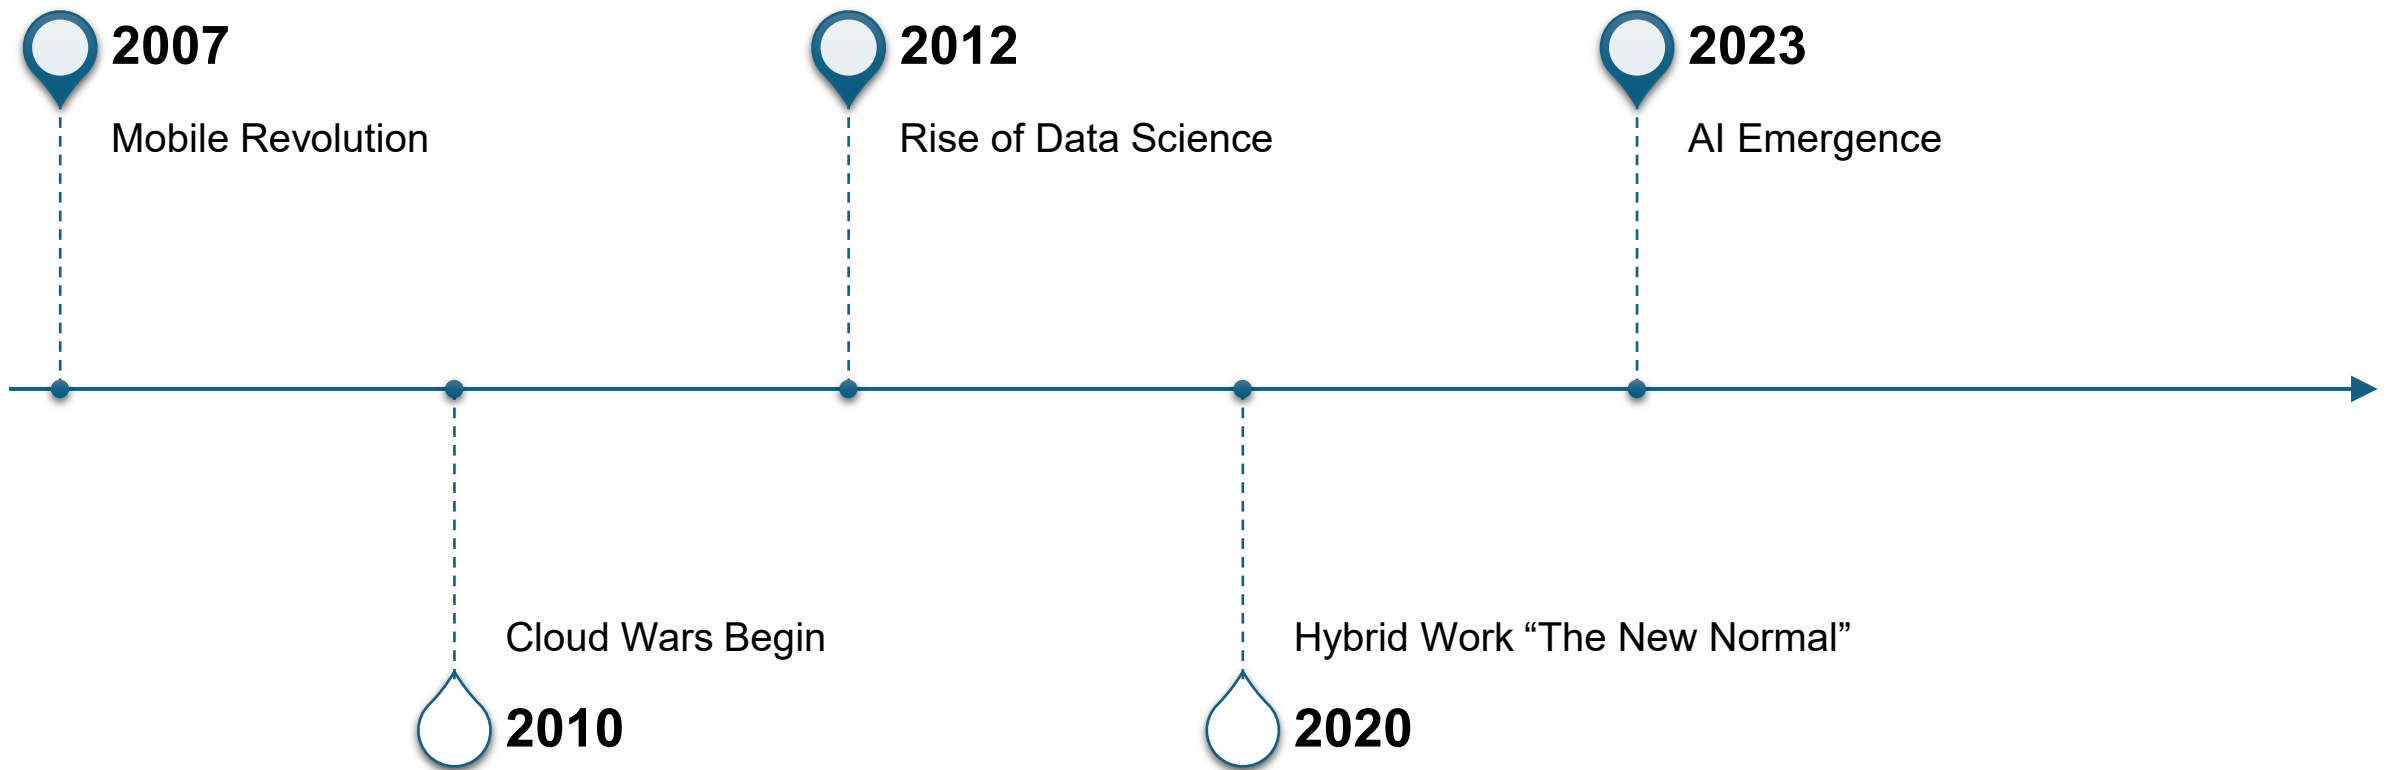 2007
Mobile Revolution
2012
Rise of Data Science
2023
AI Emergence
Cloud Wars Begin
2010
Hybrid Work “The New Normal”
2020